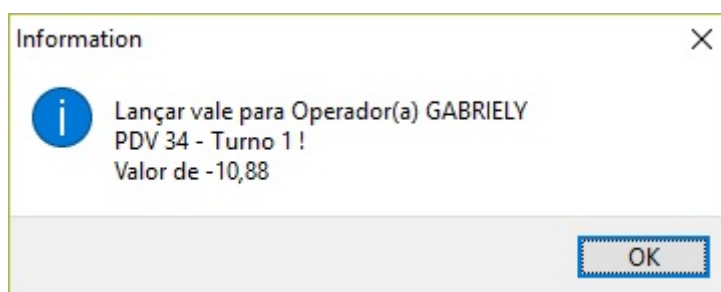 Information
Lançar vale para Operador(a) GABRIELY
PDV 34 - Turno 1 !
Valor de -10,88
OK